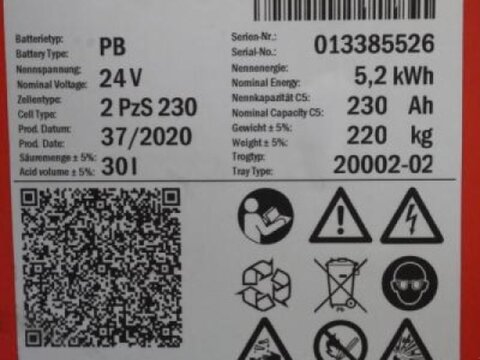 Batterietyp:
Battery Type:
PB
Nennspannung:
Nominal Voltage:
24 V
Zellentype:
Cell Type:
2 PzS 230
Prod. Datum:
Prod. Date:
37/2020
Säuremenge ± 5%:
Acid volume ± 5%:
30 l
Serien-Nr.:
Serial-No.:
013385526
Nennenergie:
Nominal Energy:
5,2 kWh
Nennkapazität C5:
Nominal Capacity C5:
230 Ah
Gewicht ± 5%:
Weight ± 5%:
220 kg
Trogtyp:
Tray Type:
20002-02
Pb